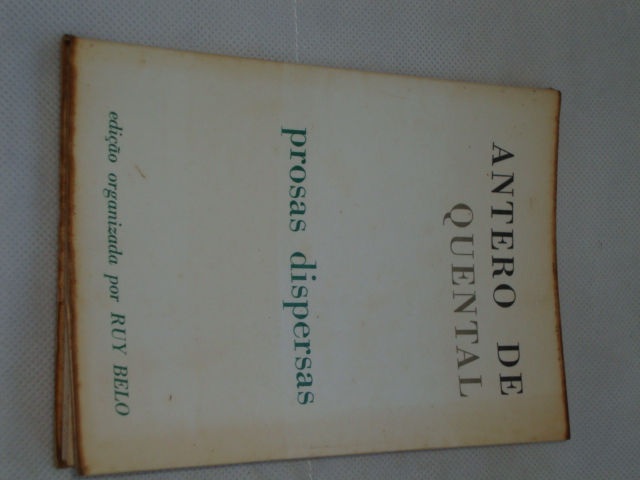 ANTERO DE
QUENTAL
prosas dispersas
edição organizada por RUY BELO